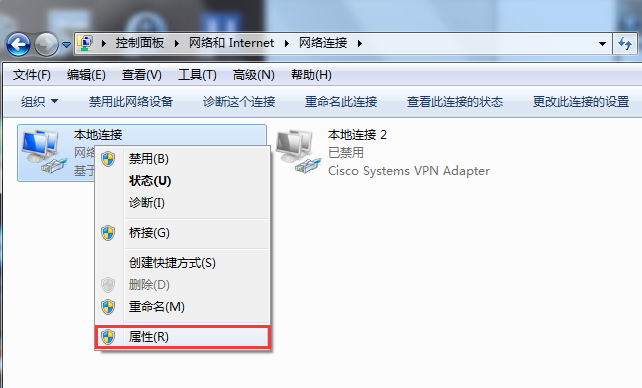 控制面板 网络和 Internet 网络连接
文件(F) 编辑(E) 查看(V) 工具(T) 高级(N) 帮助(H)
组织 禁用此网络设备 诊断这个连接 重命名此连接 查看此连接的状态 更改此连接的设置
本地连接
网络
基于
禁用(B)
状态(U)
诊断(I)
桥接(G)
创建快捷方式(S)
删除(D)
重命名(M)
属性(R)
本地连接 2
已禁用
Cisco Systems VPN Adapter